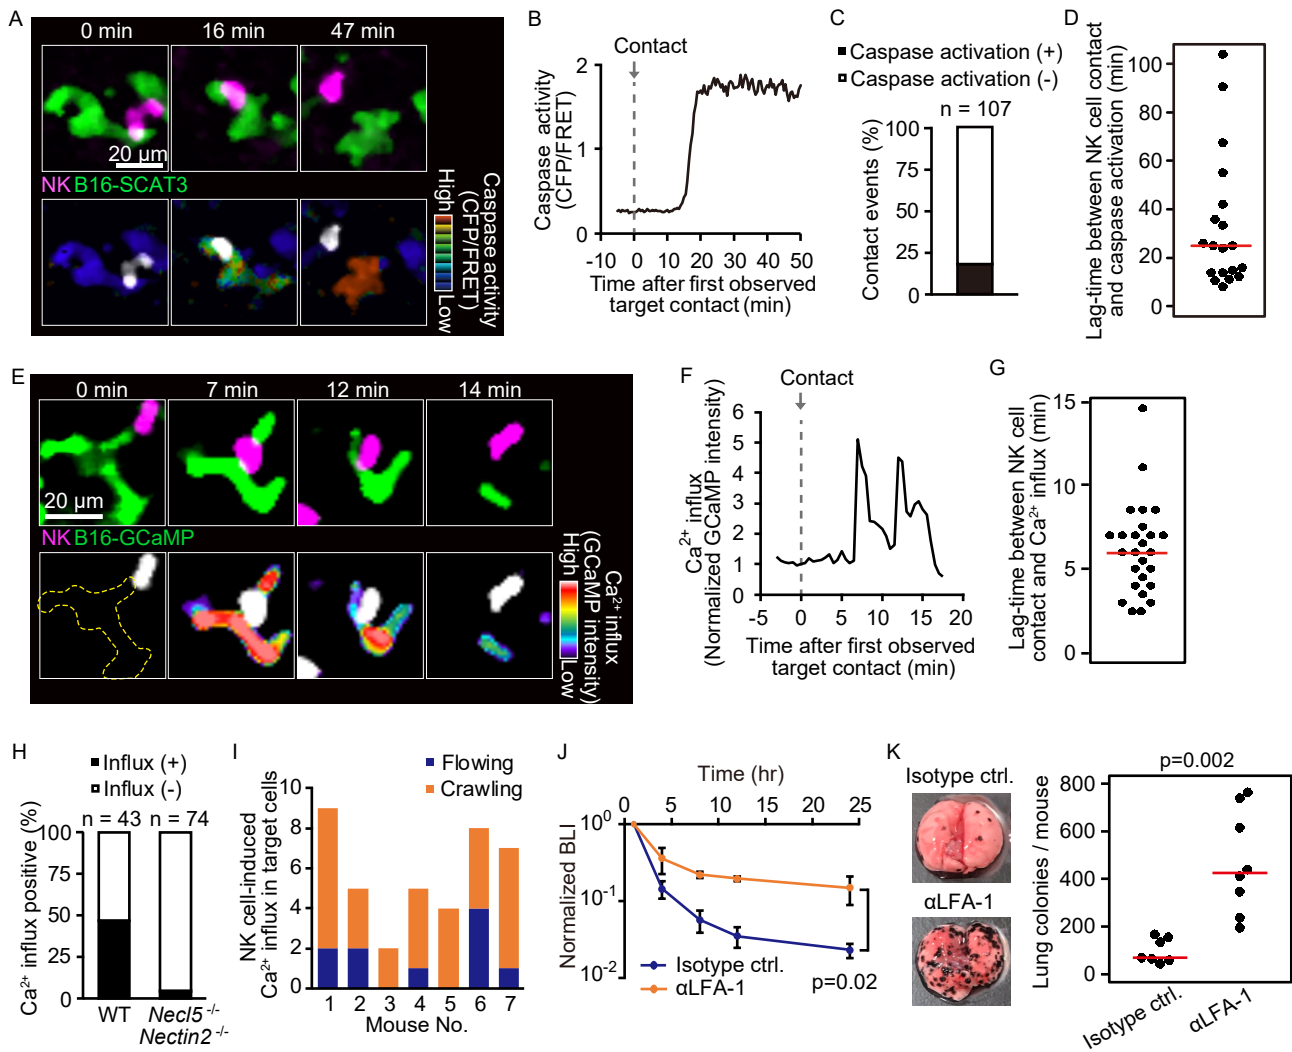 A
0 min
16 min
47 min
20 µm
NK B16-SCAT3
High
Low
Caspase activity
(CFP/FRET)
B
Contact
Caspase activity
(CFP/FRET)
2
1
0
-10 0 10 20 30 40 50
Time after first observed
target contact (min)
C
Caspase activation (+)
Caspase activation (-)
n = 107
Contact events (%)
100
75
50
25
0
D
Lag-time between NK cell contact
and caspase activation (min)
100
80
60
40
20
0
E
0 min
7 min
12 min
14 min
20 µm
NK B16-GCaMP
High
Low
Ca2+ influx
(GCaMP intensity)
F
Contact
Ca2+ influx
(Normalized GCaMP intensity)
6
5
4
3
2
1
0
-5 0 5 10 15 20
Time after first observed
target contact (min)
G
Lag-time between NK cell
contact and Ca2+ influx (min)
15
10
5
0
H
Influx (+)
Influx (-)
n = 43 n = 74
Ca2+ influx positive (%)
100
75
50
25
0
WT Necl5-/-
Nectin2-/-
I
Flowing
Crawling
NK cell-induced
Ca2+ influx in target cells
10
8
6
4
2
0
1 2 3 4 5 6 7
Mouse No.
J
Time (hr)
0 5 10 15 20 25
Normalized BLI
10^0
10^-1
10^-2
Isotype ctrl.
αLFA-1
p=0.02
K
Isotype ctrl.
αLFA-1
p=0.002
Lung colonies / mouse
800
600
400
200
0
Isotype ctrl.
αLFA-1